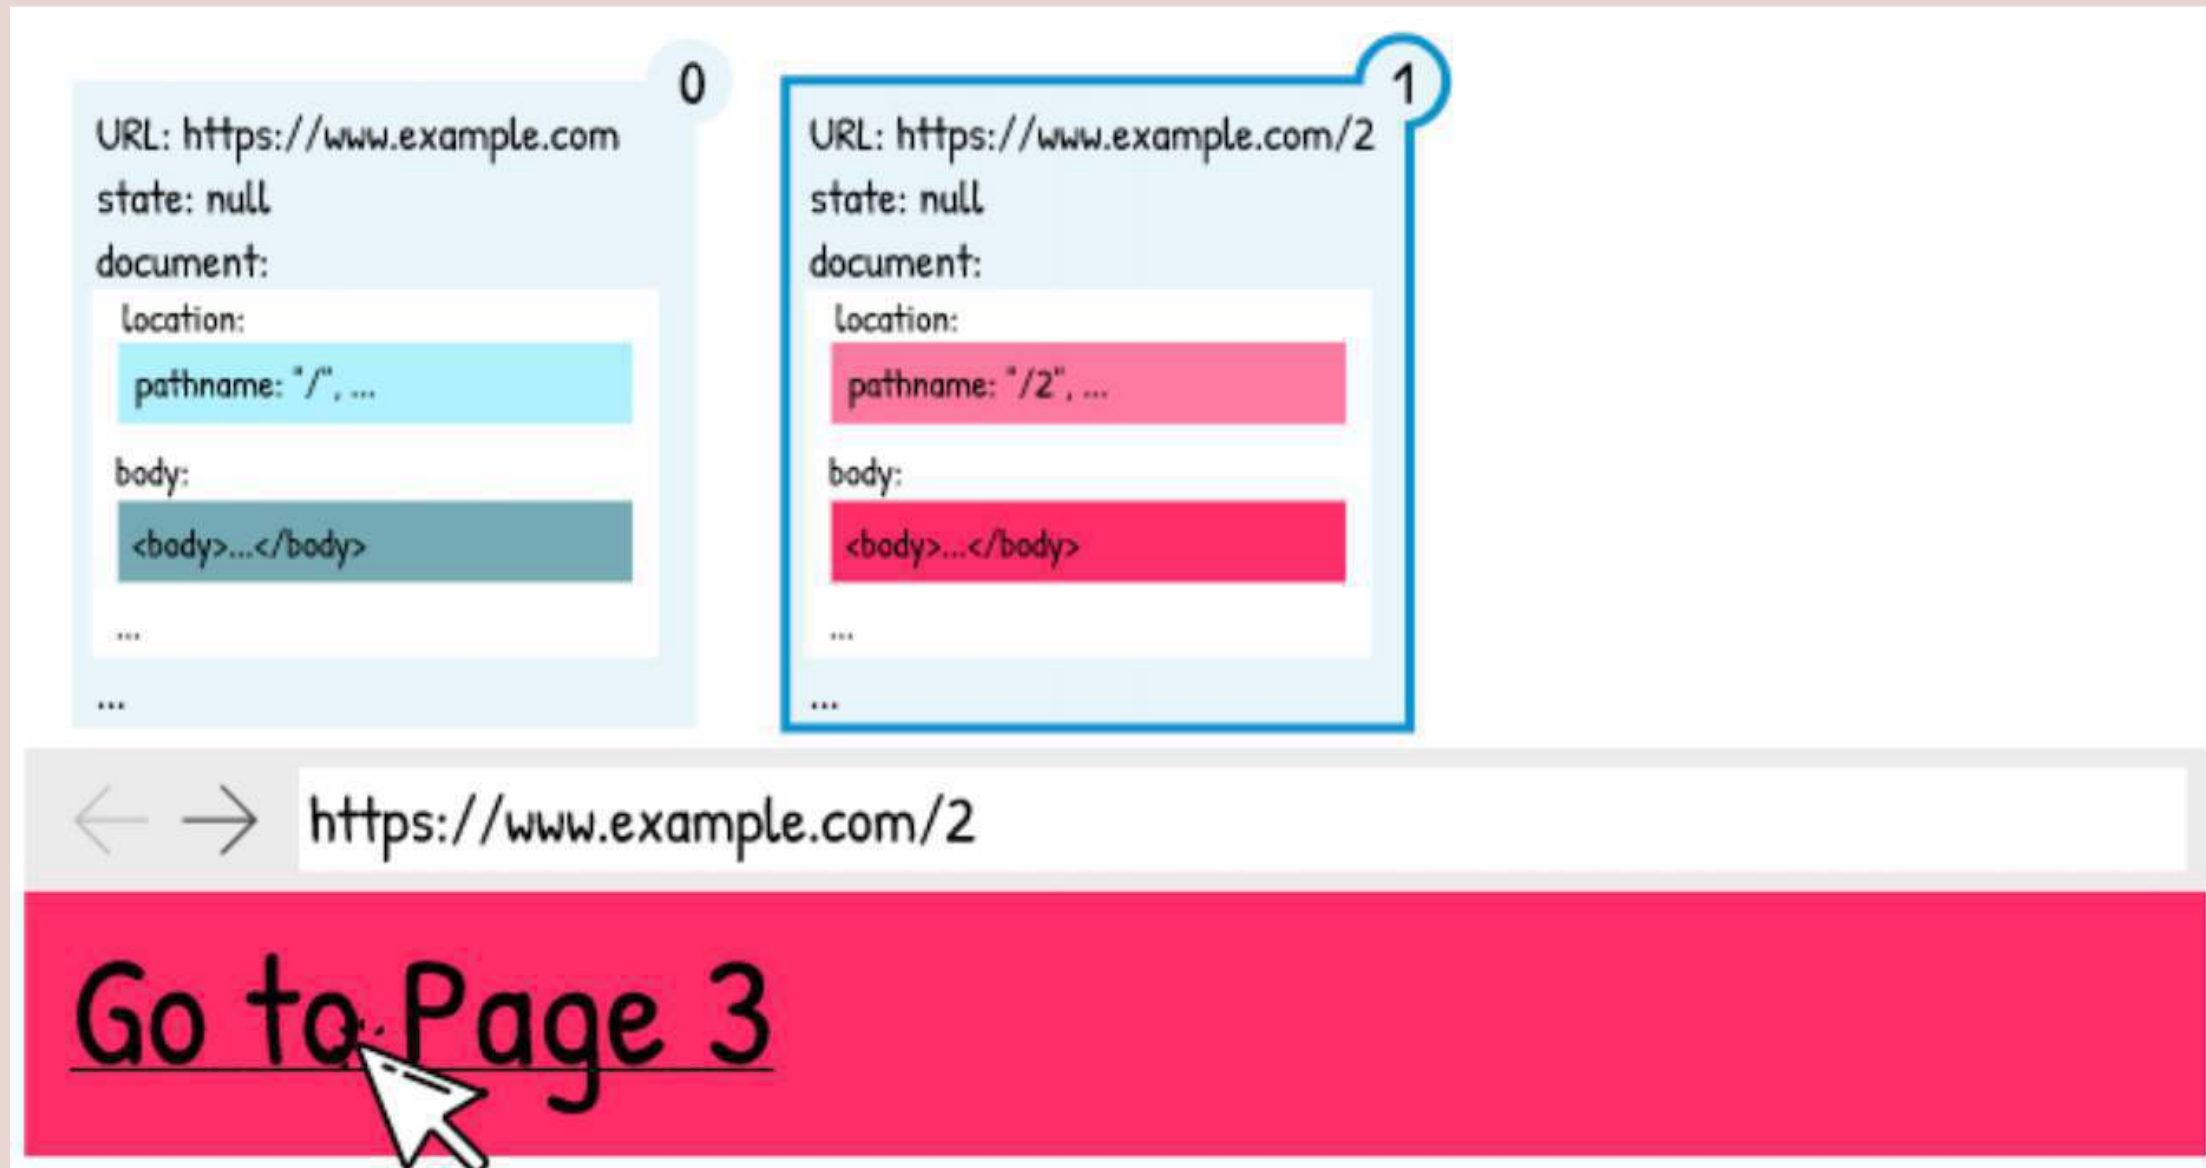 0
URL: https://www.example.com
state: null
document:
location:
pathname: "/", ...
body:
<body>...</body>
...
...
1
URL: https://www.example.com/2
state: null
document:
location:
pathname: "/2", ...
body:
<body>...</body>
...
...
https://www.example.com/2
Go to Page 3